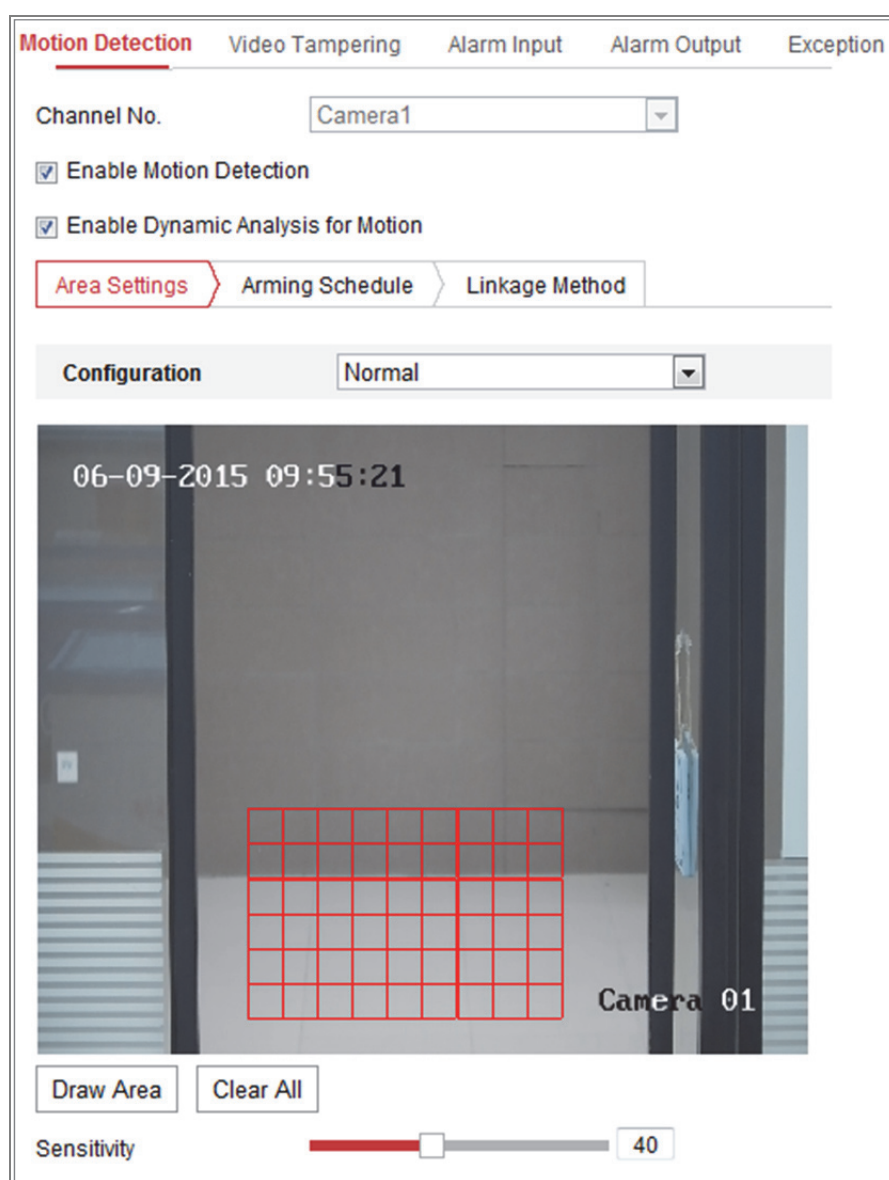 Motion Detection Video Tampering Alarm Input Alarm Output Exception
Channel No. Camera1
Enable Motion Detection
Enable Dynamic Analysis for Motion
Area Settings Arming Schedule Linkage Method
Configuration Normal
06-09-2015 09:55:21
Camera 01
Draw Area Clear All
Sensitivity 40